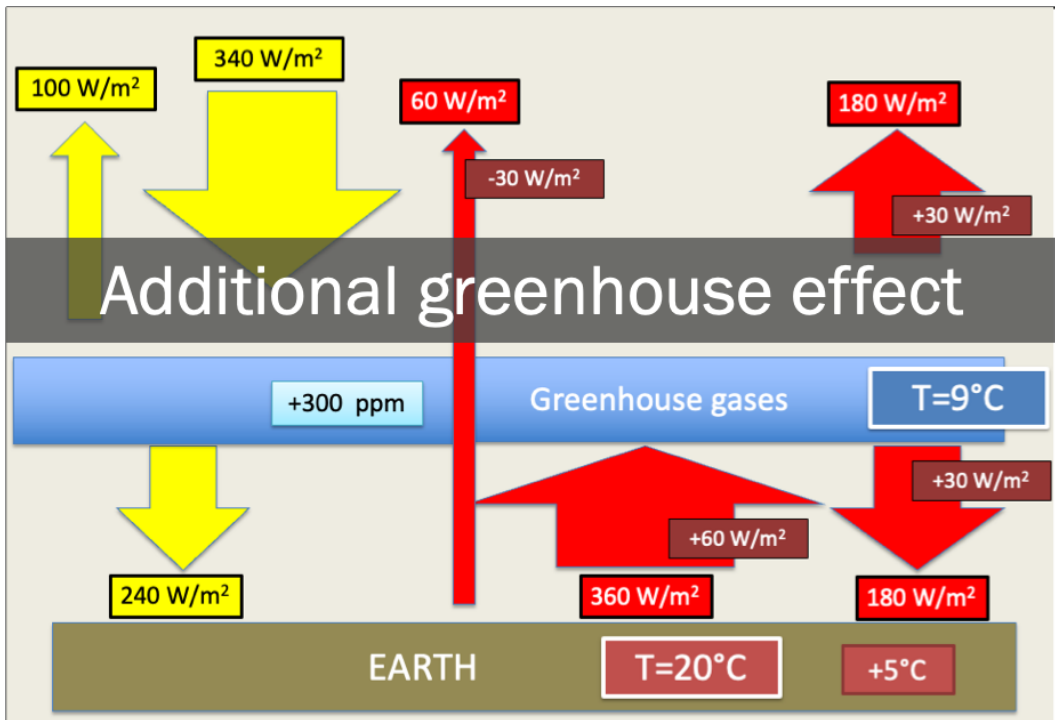 340 W/m²
100 W/m²
60 W/m²
180 W/m²
-30 W/m²
+30 W/m²
Additional greenhouse effect
+300 ppm
Greenhouse gases
T=9°C
+30 W/m²
+60 W/m²
240 W/m²
360 W/m²
180 W/m²
EARTH
T=20°C
+5°C